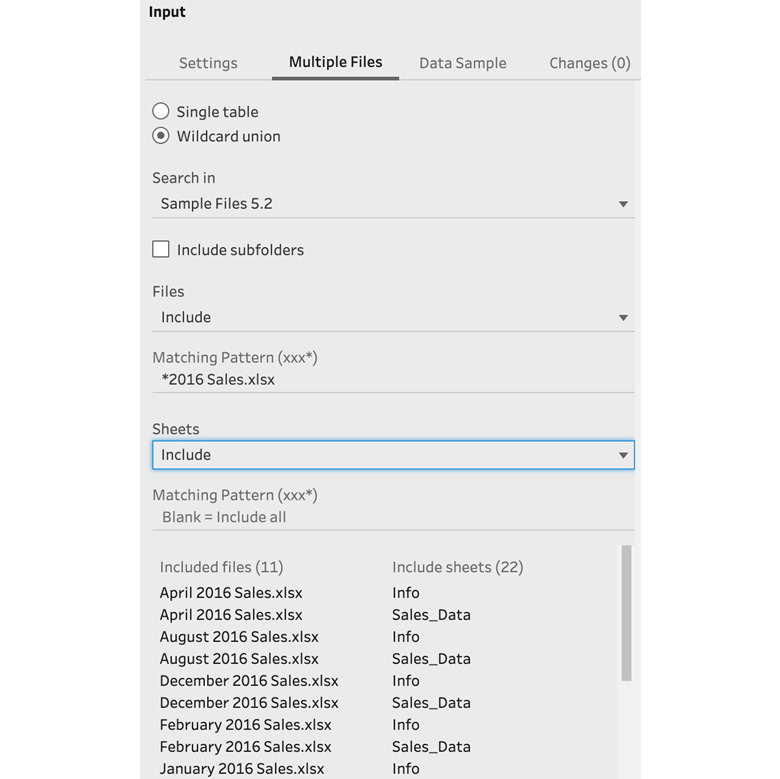 Input
Settings Multiple Files Data Sample Changes (0)
Single table
Wildcard union
Search in
Sample Files 5.2
Include subfolders
Files
Include
Matching Pattern (xxx*)
*2016 Sales.xlsx
Sheets
Include
Matching Pattern (xxx*)
Blank = Include all
Included files (11) Include sheets (22)
April 2016 Sales.xlsx Info
April 2016 Sales.xlsx Sales_Data
August 2016 Sales.xlsx Info
August 2016 Sales.xlsx Sales_Data
December 2016 Sales.xlsx Info
December 2016 Sales.xlsx Sales_Data
February 2016 Sales.xlsx Info
February 2016 Sales.xlsx Sales_Data
January 2016 Sales.xlsx Info